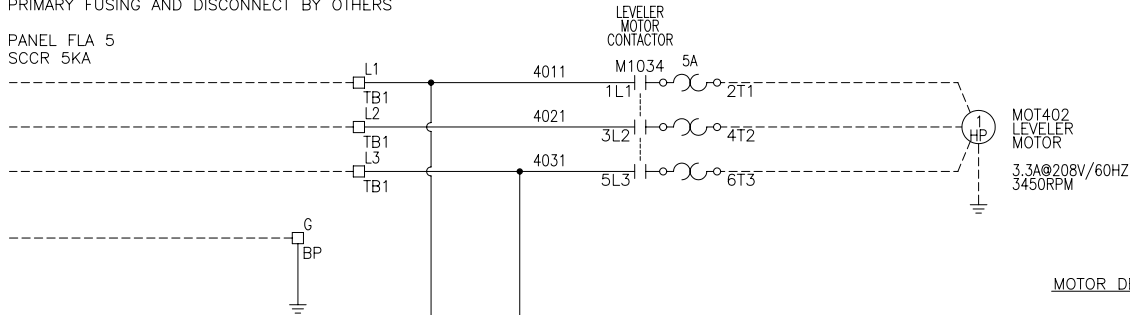 PRIMARY FUSING AND DISCONNECT BY OTHERS
PANEL FLA 5
SCCR 5KA
LEVELER
MOTOR
CONTACTOR
L1
TB1
4011
M1034
5A
1L1
2T1
L2
TB1
4021
3L2
4T2
L3
TB1
4031
5L3
6T3
1
HP
MOT402
LEVELER
MOTOR
3.3A@208V/60HZ
3450RPM
G
BP
MOTOR